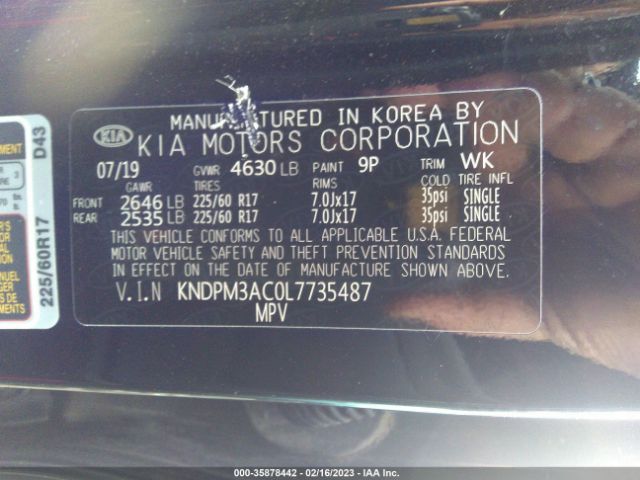 MANUFACTURED IN KOREA BY
KIA KIA MOTORS CORPORATION
07/19 GVWR 4630 LB PAINT 9P TRIM WK
GAWR TIRES RIMS COLD TIRE INFL
FRONT 2646 LB 225/60 R17 7.0Jx17 35psi SINGLE
REAR 2535 LB 225/60 R17 7.0Jx17 35psi SINGLE
THIS VEHICLE CONFORMS TO ALL APPLICABLE U.S.A. FEDERAL
MOTOR VEHICLE SAFETY AND THEFT PREVENTION STANDARDS
IN EFFECT ON THE DATE OF MANUFACTURE SHOWN ABOVE.
V.I.N KNDPM3AC0L7735487
MPV
D43
225/60R17
000-35878442 - 02/16/2023 - IAA Inc.